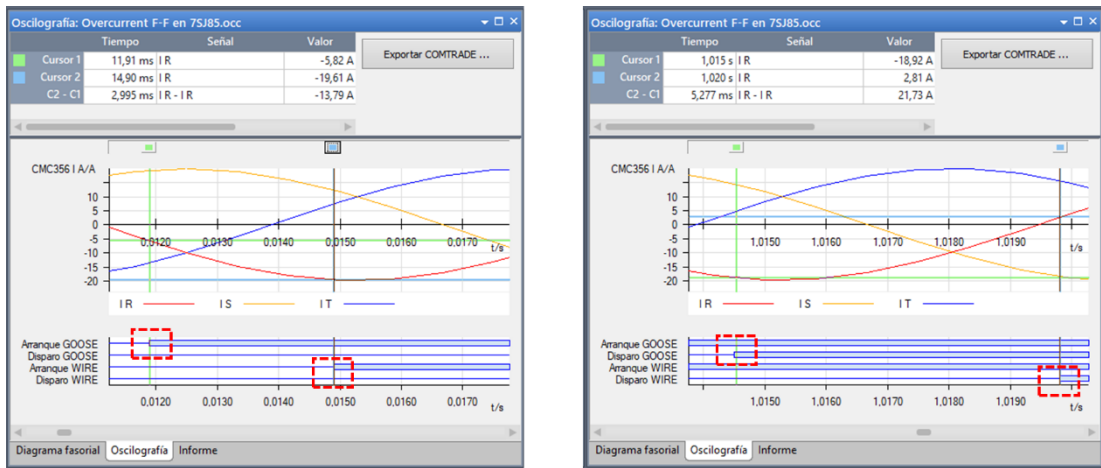 Oscilografía: Overcurrent F-F en 7SJ85.occ
Tiempo Señal Valor
Cursor 1 11,91 ms I R -5,82 A
Cursor 2 14,90 ms I R -19,61 A
C2 - C1 2,995 ms I R - I R -13,79 A
Exportar COMTRADE ...
CMC356 I A/A
10
5
0
-5
-10
-15
-20
0,0120 0,0130 0,0140 0,0150 0,0160 0,0170
t/s
I R I S I T
Arranque GOOSE
Disparo GOOSE
Arranque WIRE
Disparo WIRE
0,0120 0,0130 0,0140 0,0150 0,0160 0,0170
t/s
Diagrama fasorial Oscilografía Informe
Oscilografía: Overcurrent F-F en 7SJ85.occ
Tiempo Señal Valor
Cursor 1 1,015 s I R -18,92 A
Cursor 2 1,020 s I R 2,81 A
C2 - C1 5,277 ms I R - I R 21,73 A
Exportar COMTRADE ...
CMC356 I A/A
10
5
0
-5
-10
-15
-20
1,0150 1,0160 1,0170 1,0180 1,0190
t/s
I R I S I T
Arranque GOOSE
Disparo GOOSE
Arranque WIRE
Disparo WIRE
1,0150 1,0160 1,0170 1,0180 1,0190
t/s
Diagrama fasorial Oscilografía Informe